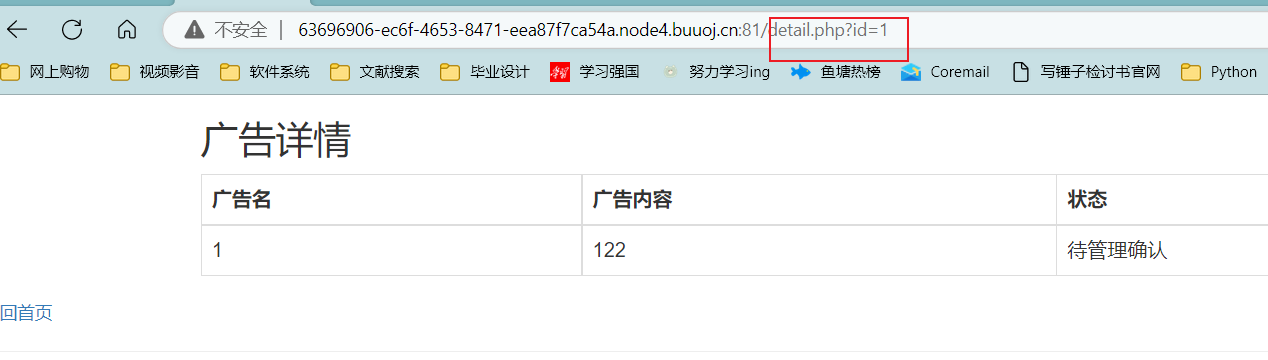 不安全 | 63696906-ec6f-4653-8471-eea87f7ca54a.node4.buuoj.cn:81/detail.php?id=1
网上购物 视频影音 软件系统 文献搜索 毕业设计 学习强国 努力学习ing 鱼塘热榜 Coremail 写锤子检讨书官网 Python
广告详情
广告名 广告内容 状态
1 122 待管理确认
回首页